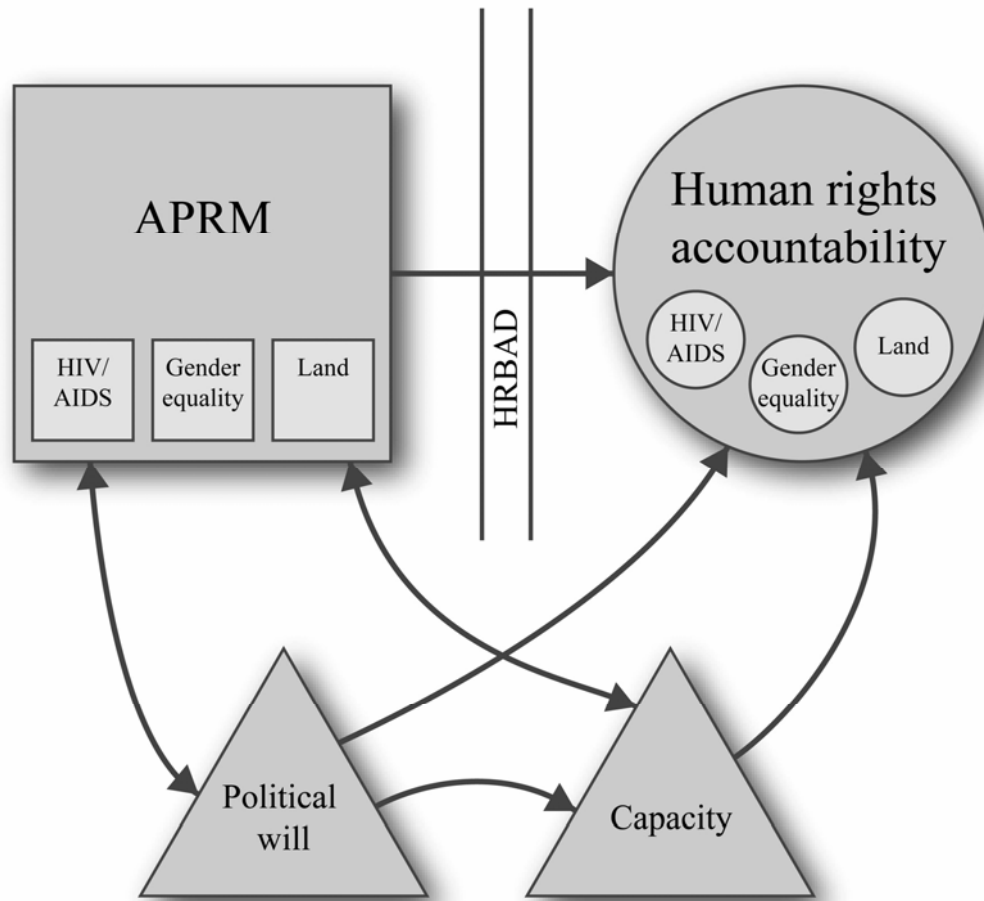 APRM
HIV/
AIDS
Gender
equality
Land
HRBAD
Human rights
accountability
HIV/
AIDS
Gender
equality
Land
Political
will
Capacity